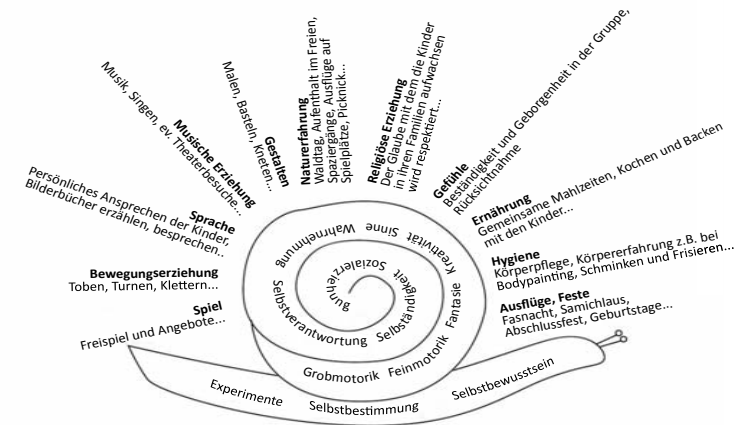 Spiel
Freispiel und Angebote...
Bewegungserziehung
Toben, Turnen, Klettern...
Sprache
Persönliches Ansprechen der Kinder,
Bilderbücher erzählen, besprechen..
Musische Erziehung
Musik, Singen, ev. Theaterbesuche...
Gestalten
Malen, Basteln, Kneten...
Naturerfahrung
Waldtag, Aufenthalt im Freien,
Spaziergänge, Ausflüge auf
Spielplätze, Picknick...
Religiöse Erziehung
Der Glaube mit dem die Kinder
in ihren Familien aufwachsen
wird respektiert...
Gefühle
Beständigkeit und Geborgenheit in der Gruppe,
Rücksichtnahme
Ernährung
Gemeinsame Mahlzeiten, Kochen und Backen
mit den Kinder...
Hygiene
Körperpflege, Körpererfahrung z.B. bei
Bodypainting, Schminken und Frisieren...
Ausflüge, Feste
Fasnacht, Samichlaus,
Abschlussfest, Geburtstage...
Wahrnehmung Sinne Kreativität Fantasie Feinmotorik Grobmotorik
Selbstverantwortung Selbständigkeit Sozialerziehung
Experimente Selbstbestimmung Selbstbewusstsein